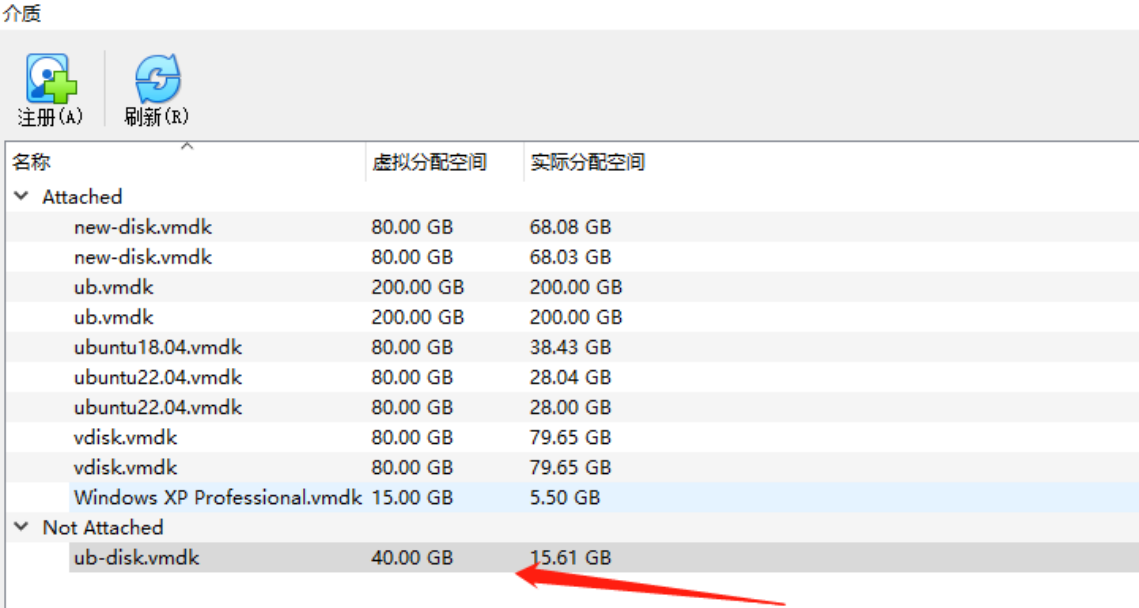 介质
注册(A) 刷新(R)
名称 虚拟分配空间 实际分配空间
Attached
new-disk.vmdk 80.00 GB 68.08 GB
new-disk.vmdk 80.00 GB 68.03 GB
ub.vmdk 200.00 GB 200.00 GB
ub.vmdk 200.00 GB 200.00 GB
ubuntu18.04.vmdk 80.00 GB 38.43 GB
ubuntu22.04.vmdk 80.00 GB 28.04 GB
ubuntu22.04.vmdk 80.00 GB 28.00 GB
vdisk.vmdk 80.00 GB 79.65 GB
vdisk.vmdk 80.00 GB 79.65 GB
Windows XP Professional.vmdk 15.00 GB 5.50 GB
Not Attached
ub-disk.vmdk 40.00 GB 15.61 GB